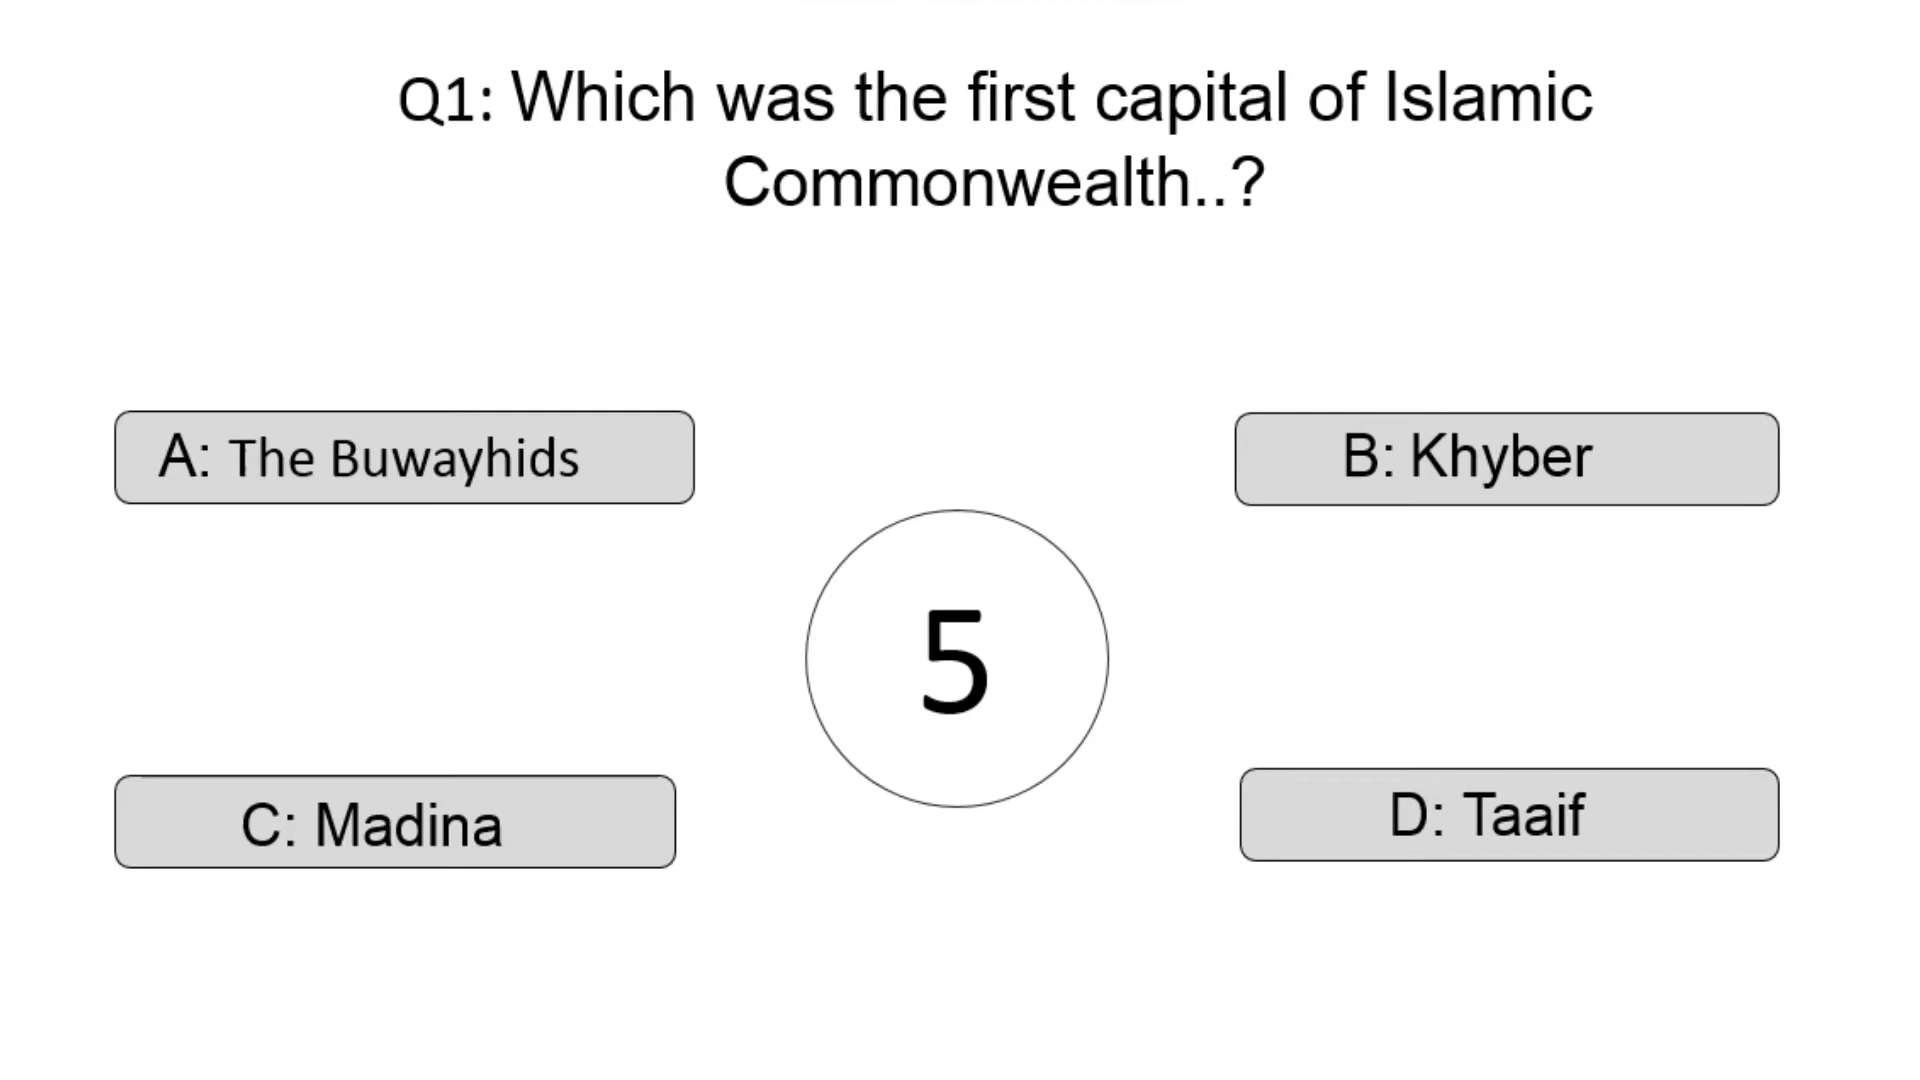 Q1: Which was the first capital of Islamic
Commonwealth..?
A: The Buwayhids
B: Khyber
5
C: Madina
D: Taaif